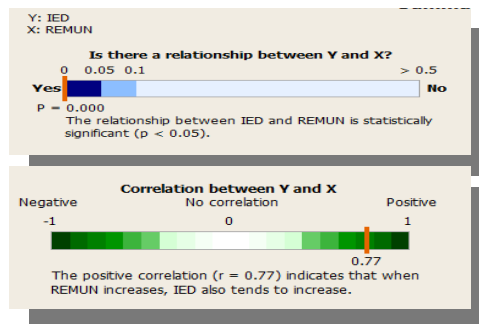 Y: IED
X: REMUN
Is there a relationship between Y and X?
0 0.05 0.1 > 0.5
Yes No
P = 0.000
The relationship between IED and REMUN is statistically
significant (p < 0.05).
Correlation between Y and X
Negative No correlation Positive
-1 0 1
0.77
The positive correlation (r = 0.77) indicates that when
REMUN increases, IED also tends to increase.